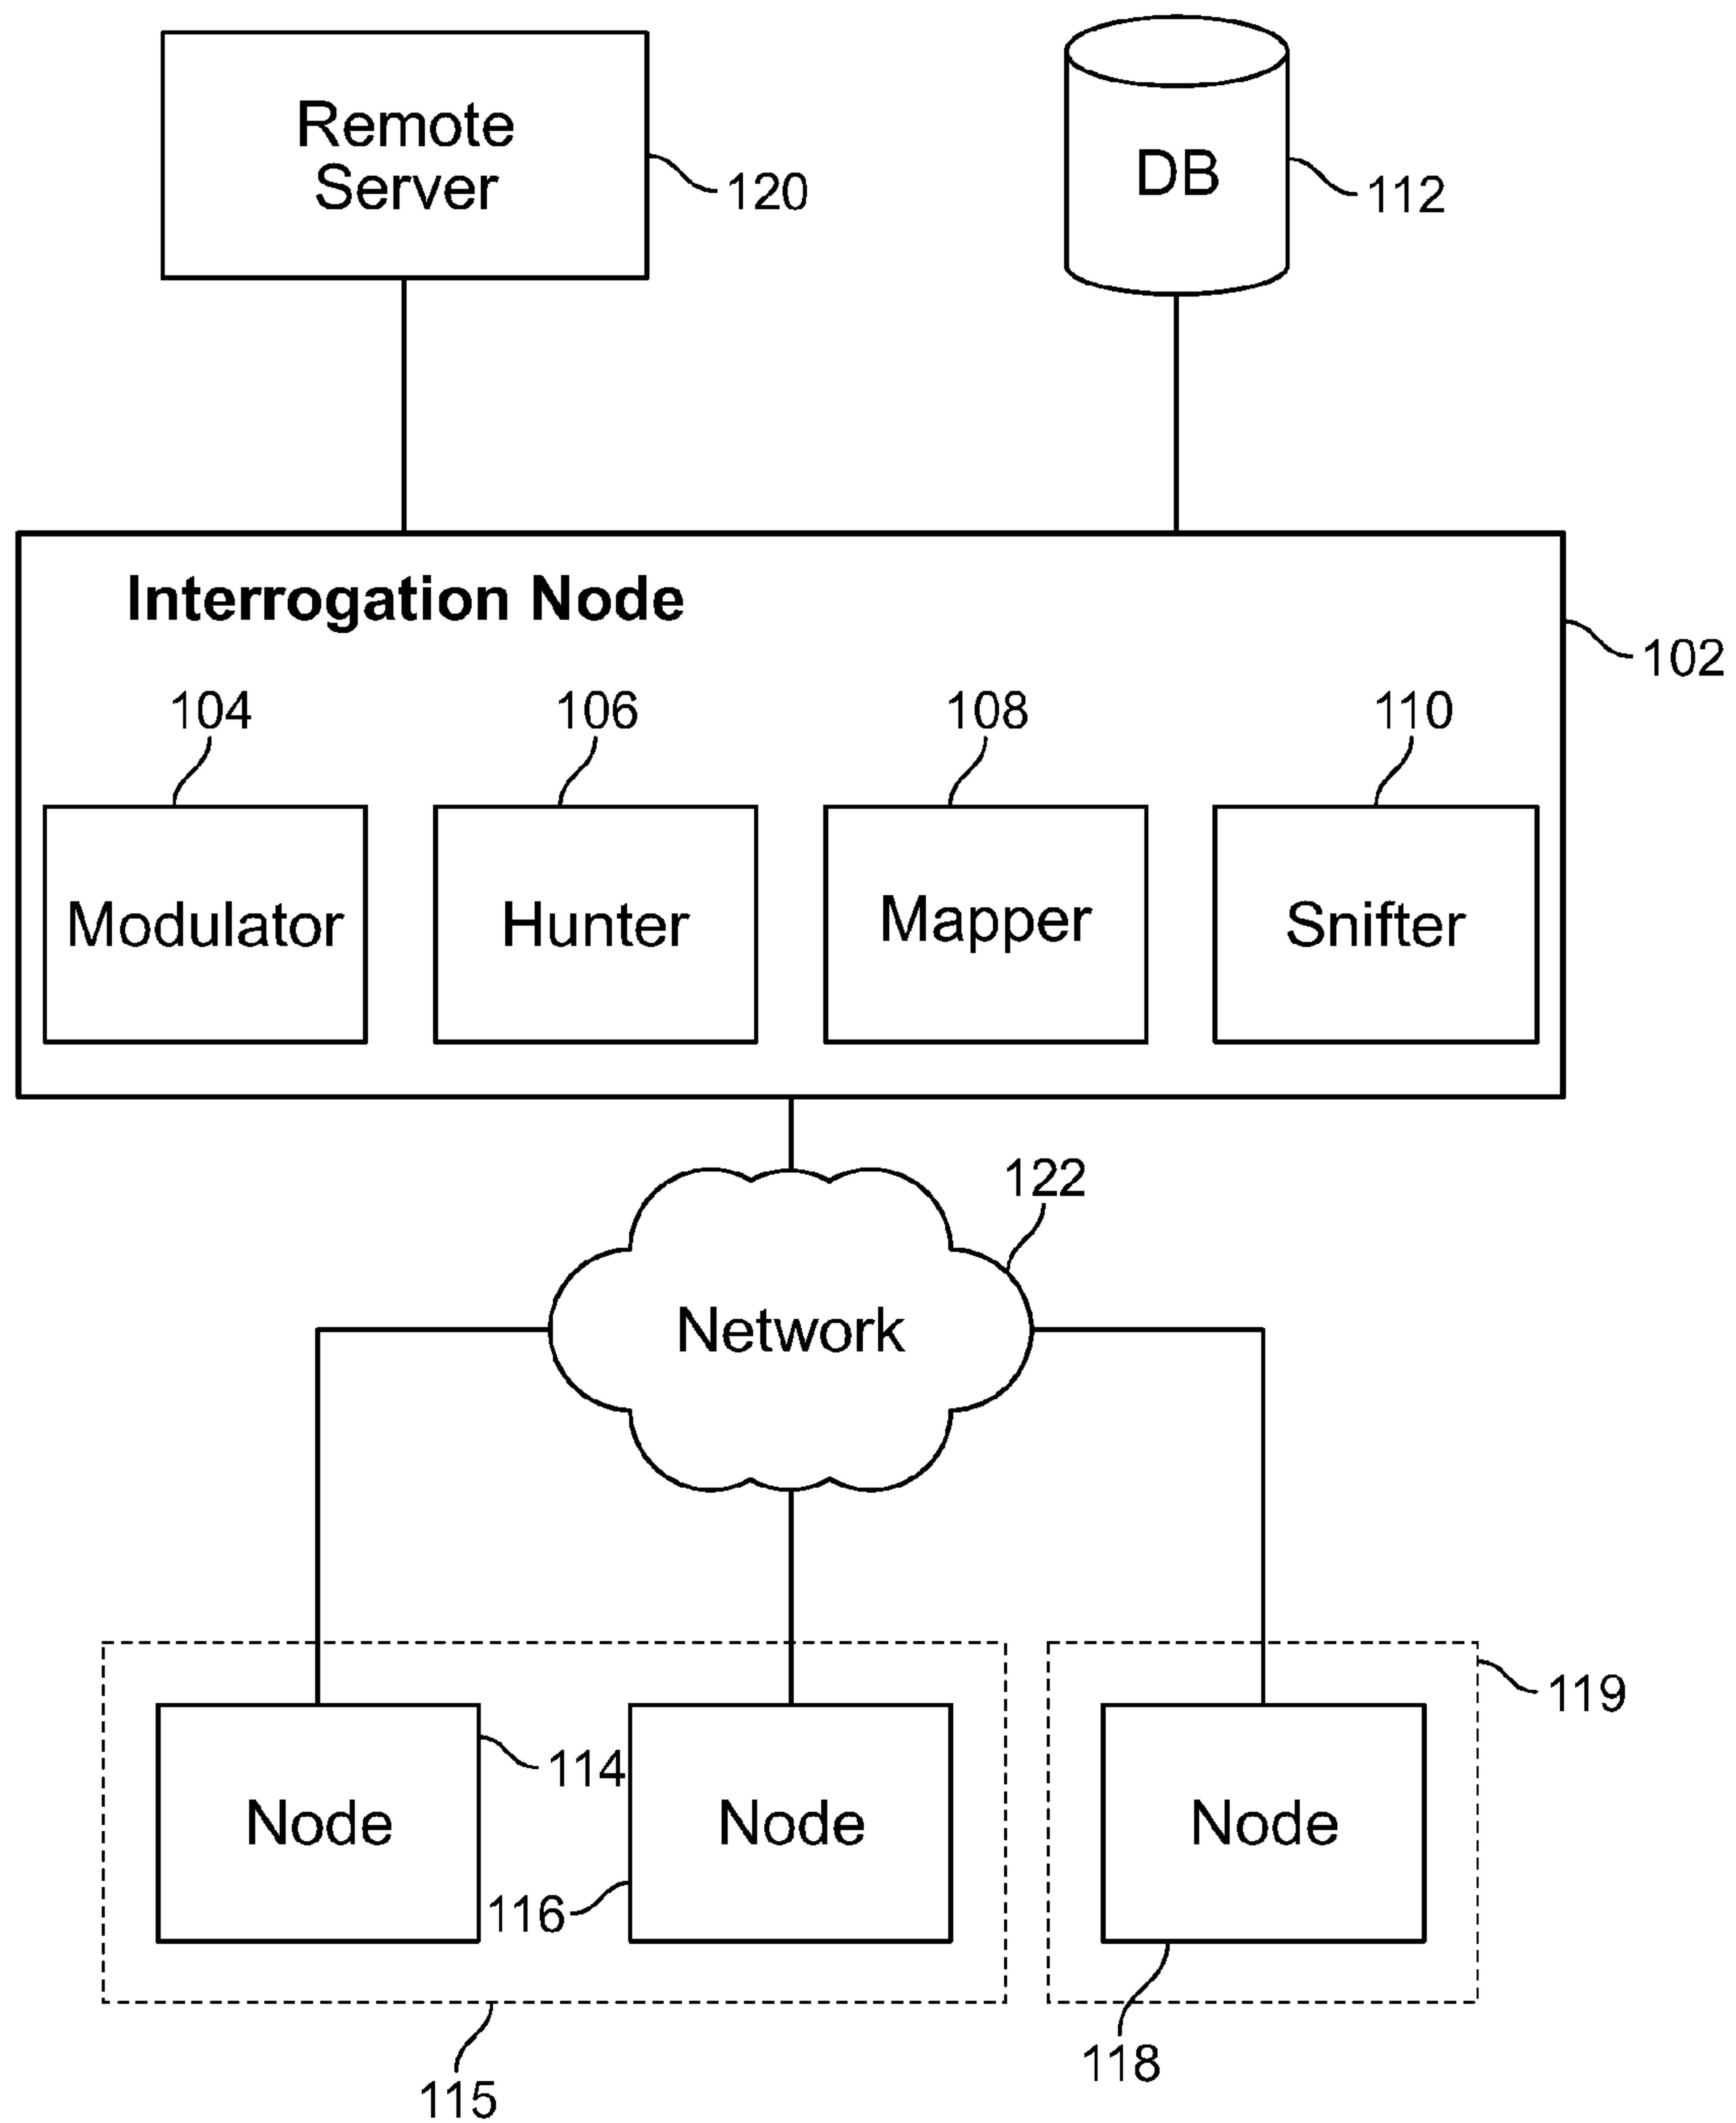 Remote
Server
120
DB
112
Interrogation Node
102
104
106
108
110
Modulator
Hunter
Mapper
Snifter
122
Network
119
114
Node
Node
Node
116
118
115